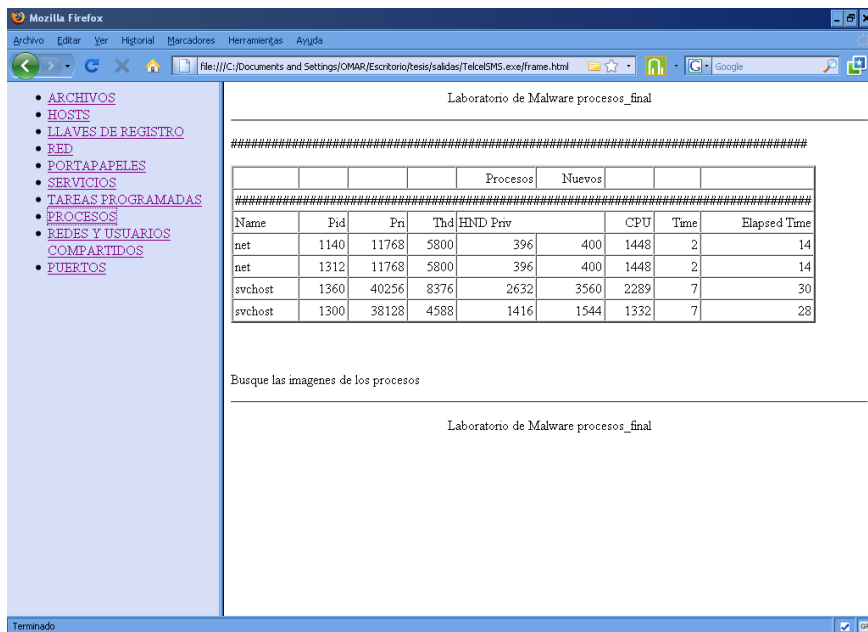 Mozilla Firefox
Archivo Editar Ver Historial Marcadores Herramientas Ayuda
file:///C:/Documents and Settings/OMAR/Escritorio/tesis/salidas/TelcelSMS.exe/frame.html
G Google
ARCHIVOS
HOSTS
LLAVES DE REGISTRO
RED
PORTAPAPELES
SERVICIOS
TAREAS PROGRAMADAS
PROCESOS
REDES Y USUARIOS
COMPARTIDOS
PUERTOS
Laboratorio de Malware procesos_final
Procesos Nuevos
Name Pid Pri Thd HND Priv CPU Time Elapsed Time
net 1140 11768 5800 396 400 1448 2 14
net 1312 11768 5800 396 400 1448 2 14
svchost 1360 40256 8376 2632 3560 2289 7 30
svchost 1300 38128 4588 1416 1544 1332 7 28
Busque las imagenes de los procesos
Laboratorio de Malware procesos_final
Terminado